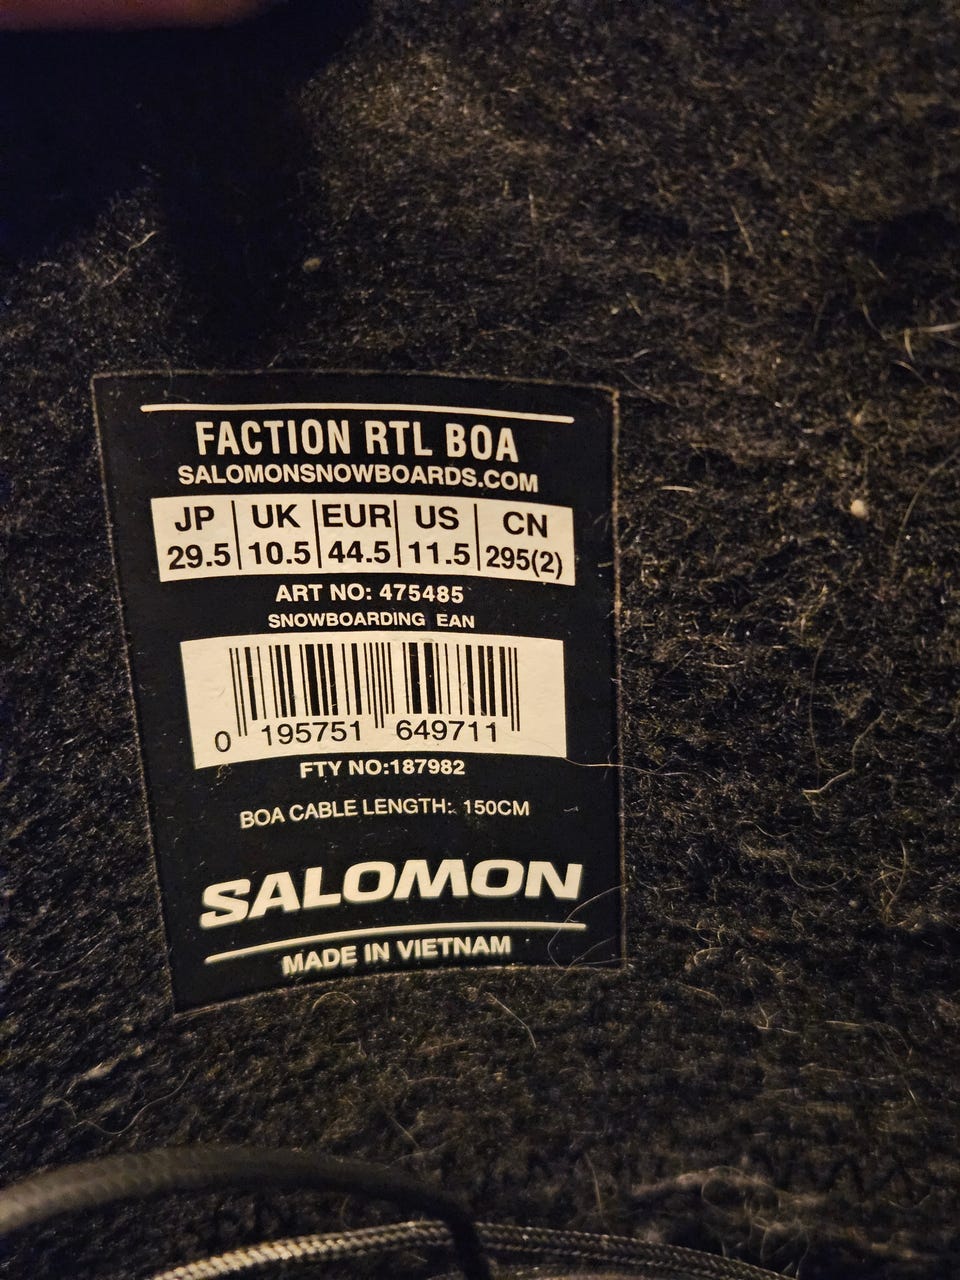 FACTION RTL BOA
SALOMONSNOWBOARDS.COM
JP UK EUR US CN
29.5 10.5 44.5 11.5 295(2)
ART NO: 475485
SNOWBOARDING EAN
0 195751 649711
FTY NO:187982
BOA CABLE LENGTH: 150CM
SALOMON
MADE IN VIETNAM